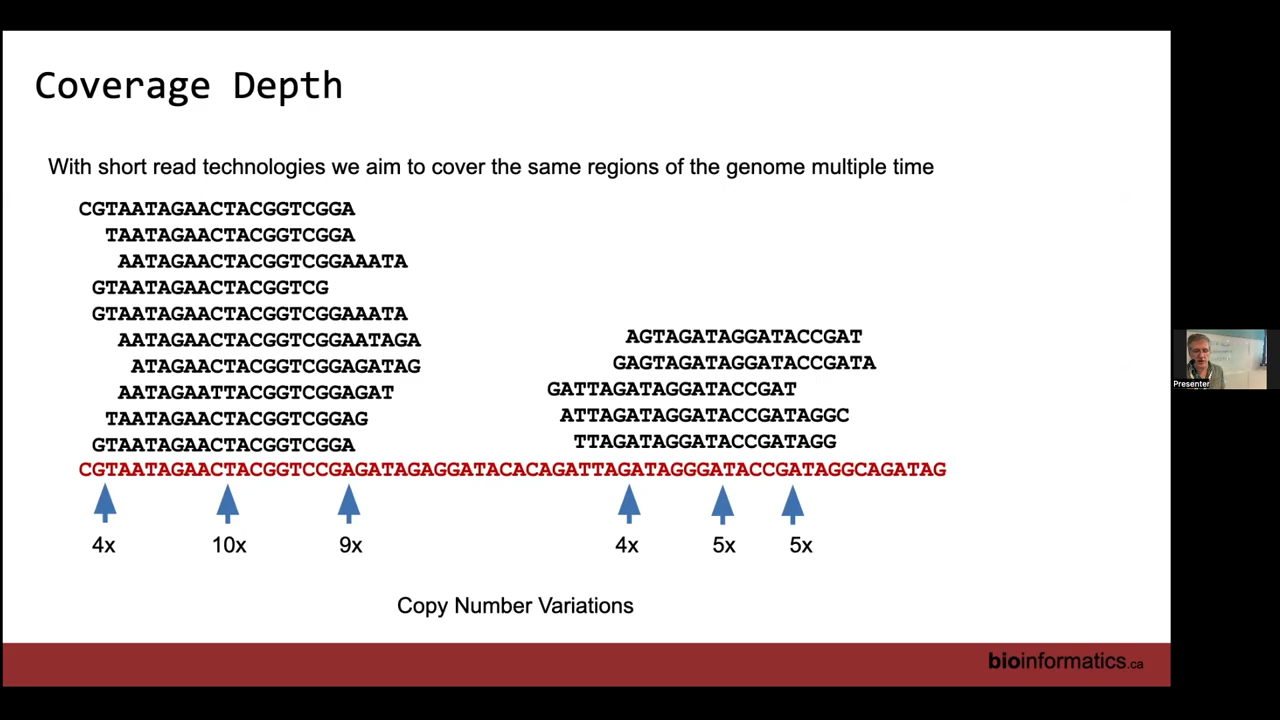 Coverage Depth
With short read technologies we aim to cover the same regions of the genome multiple time
CGTAATAGAACTACGGTCGGA
TAATAGAACTACGGTCGGA
AATAGAACTACGGTCGGAAATA
GTAATAGAACTACGGTCG
GTAATAGAACTACGGTCGGAAATA
AATAGAACTACGGTCGGAATAGA
ATAGAACTACGGTCGGAGATAG
AATAGAATTACGGTCGGAGAT
TAATAGAACTACGGTCGGAG
GTAATAGAACTACGGTCGGA
AGTAGATAGGATACCGAT
GAGTAGATAGGATACCGATA
GATTAGATAGGATACCGAT
ATTAGATAGGATACCGATAGGC
TTAGATAGGATACCGATAGG
CGTAATAGAACTACGGTCCGAGATAGAGGATACACAGATTAGATAGGGATACCGATAGGCAGATAG
4x 10x 9x 4x 5x 5x
Copy Number Variations
bioinformatics.ca
Presenter